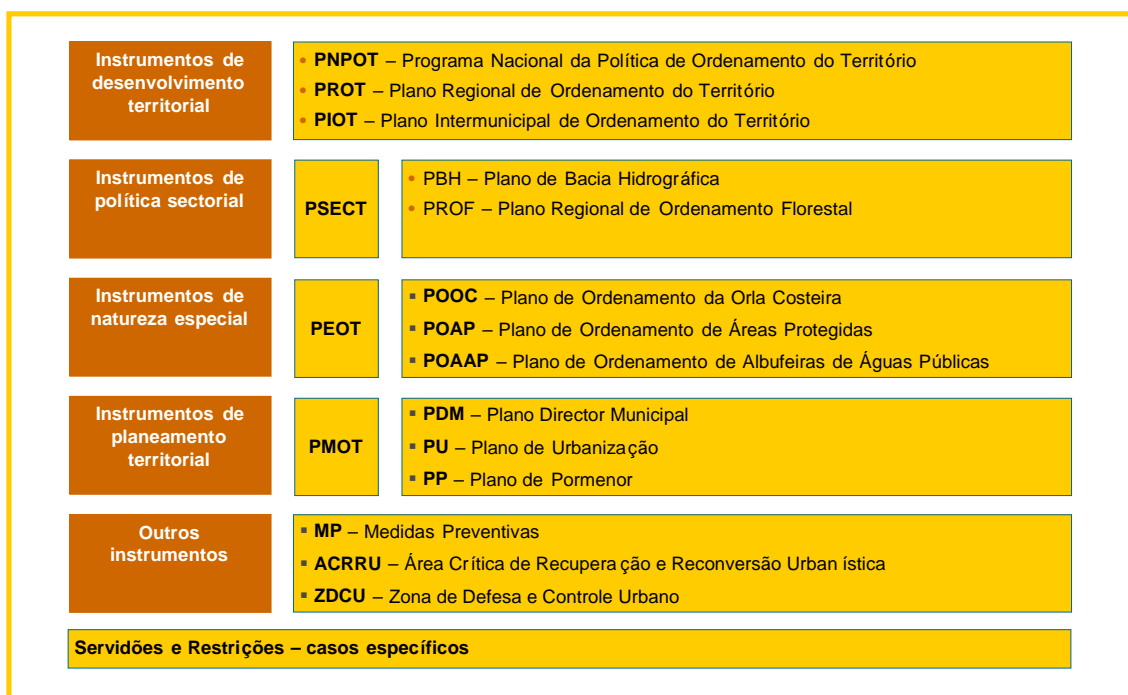 Instrumentos de
desenvolvimento
territorial
• PNPOT – Programa Nacional da Política de Ordenamento do Território
• PROT – Plano Regional de Ordenamento do Território
• PIOT – Plano Intermunicipal de Ordenamento do Território
Instrumentos de
política sectorial
PSECT
• PBH – Plano de Bacia Hidrográfica
• PROF – Plano Regional de Ordenamento Florestal
Instrumentos de
natureza especial
PEOT
▪ POOC – Plano de Ordenamento da Orla Costeira
▪ POAP – Plano de Ordenamento de Áreas Protegidas
▪ POAAP – Plano de Ordenamento de Albufeiras de Águas Públicas
Instrumentos de
planeamento
territorial
PMOT
▪ PDM – Plano Director Municipal
▪ PU – Plano de Urbanização
▪ PP – Plano de Pormenor
Outros
instrumentos
▪ MP – Medidas Preventivas
▪ ACRRU – Área Crítica de Recupera ção e Reconversão Urban ística
▪ ZDCU – Zona de Defesa e Controle Urbano
Servidões e Restrições – casos específicos